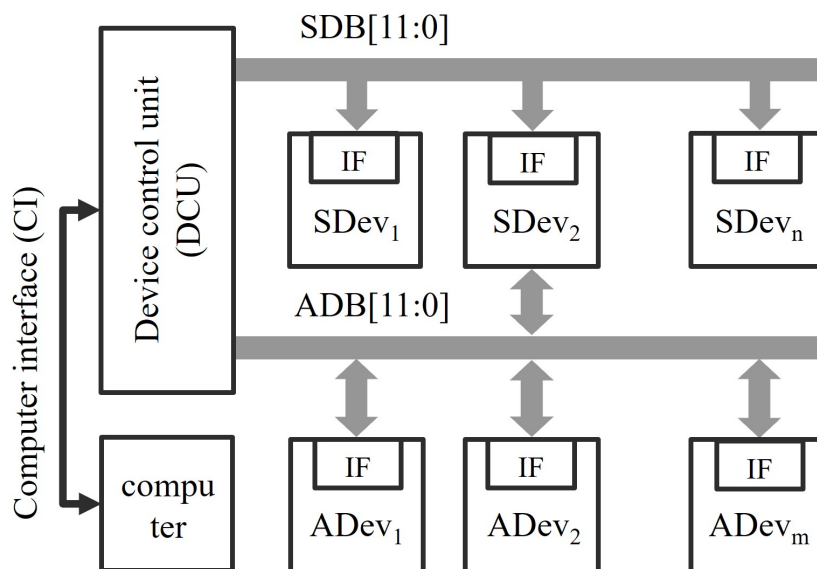 SDB[11:0]
Device control unit
(DCU)
Computer interface (CI)
IF
IF
IF
SDev₁
SDev₂
SDevₙ
ADB[11:0]
IF
IF
IF
compu
ter
ADev₁
ADev₂
ADevₘ